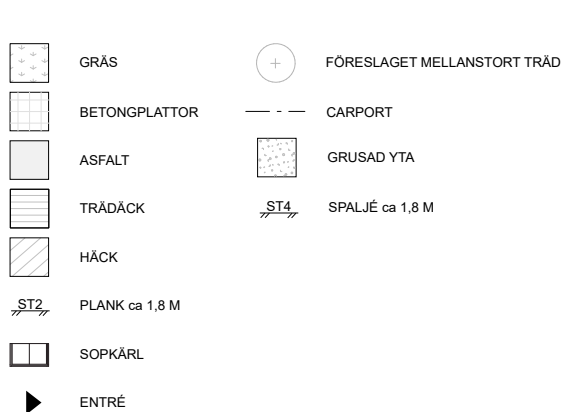 GRÄS
BETONGPLATTOR
ASFALT
TRÄDÄCK
HÄCK
ST2 PLANK ca 1,8 M
SOPKÄRL
ENTRÉ
FÖRESLAGET MELLANSTORT TRÄD
CARPORT
GRUSAD YTA
ST4 SPALJÉ ca 1,8 M